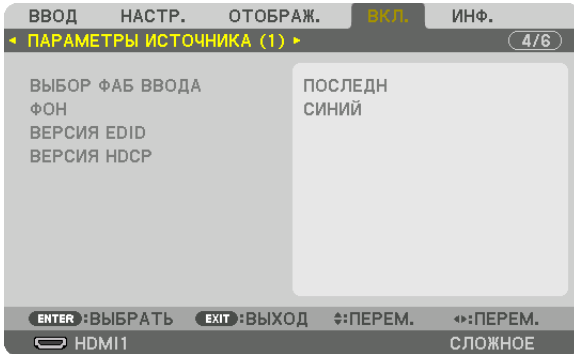 ВВОД НАСТР. ОТОБРАЖ. ВКЛ. ИНФ.
ПАРАМЕТРЫ ИСТОЧНИКА (1) 4/6
ВЫБОР ФАБ ВВОДА ПОСЛЕДН
ФОН СИНИЙ
ВЕРСИЯ EDID
ВЕРСИЯ HDCP
ENTER :ВЫБРАТЬ EXIT :ВЫХОД :ПЕРЕМ. :ПЕРЕМ.
HDMI1 СЛОЖНОЕ